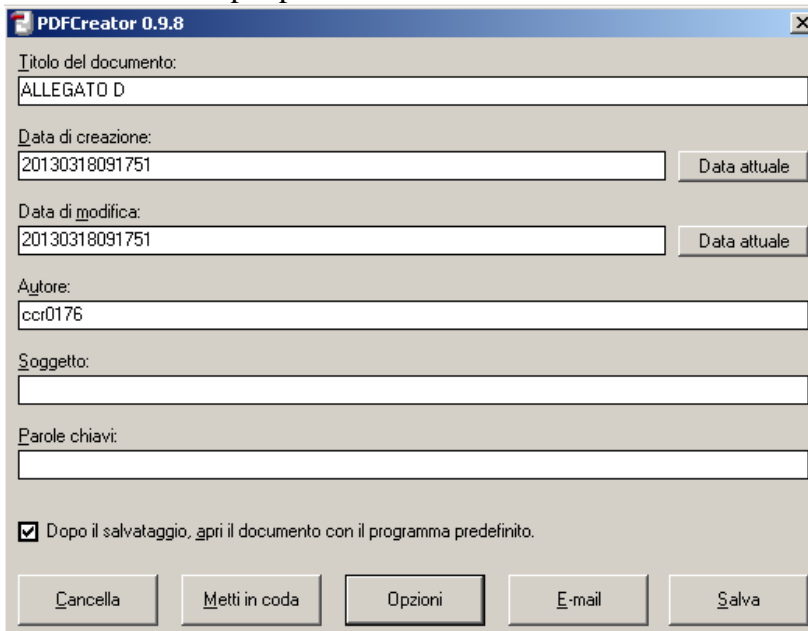 PDFCreator 0.9.8
Titolo del documento:
ALLEGATO D
Data di creazione:
20130318091751
Data attuale
Data di modifica:
20130318091751
Data attuale
Autore:
ccr0176
Soggetto:
Parole chiavi:
Dopo il salvataggio, apri il documento con il programma predefinito.
Cancella Metti in coda Opzioni E-mail Salva